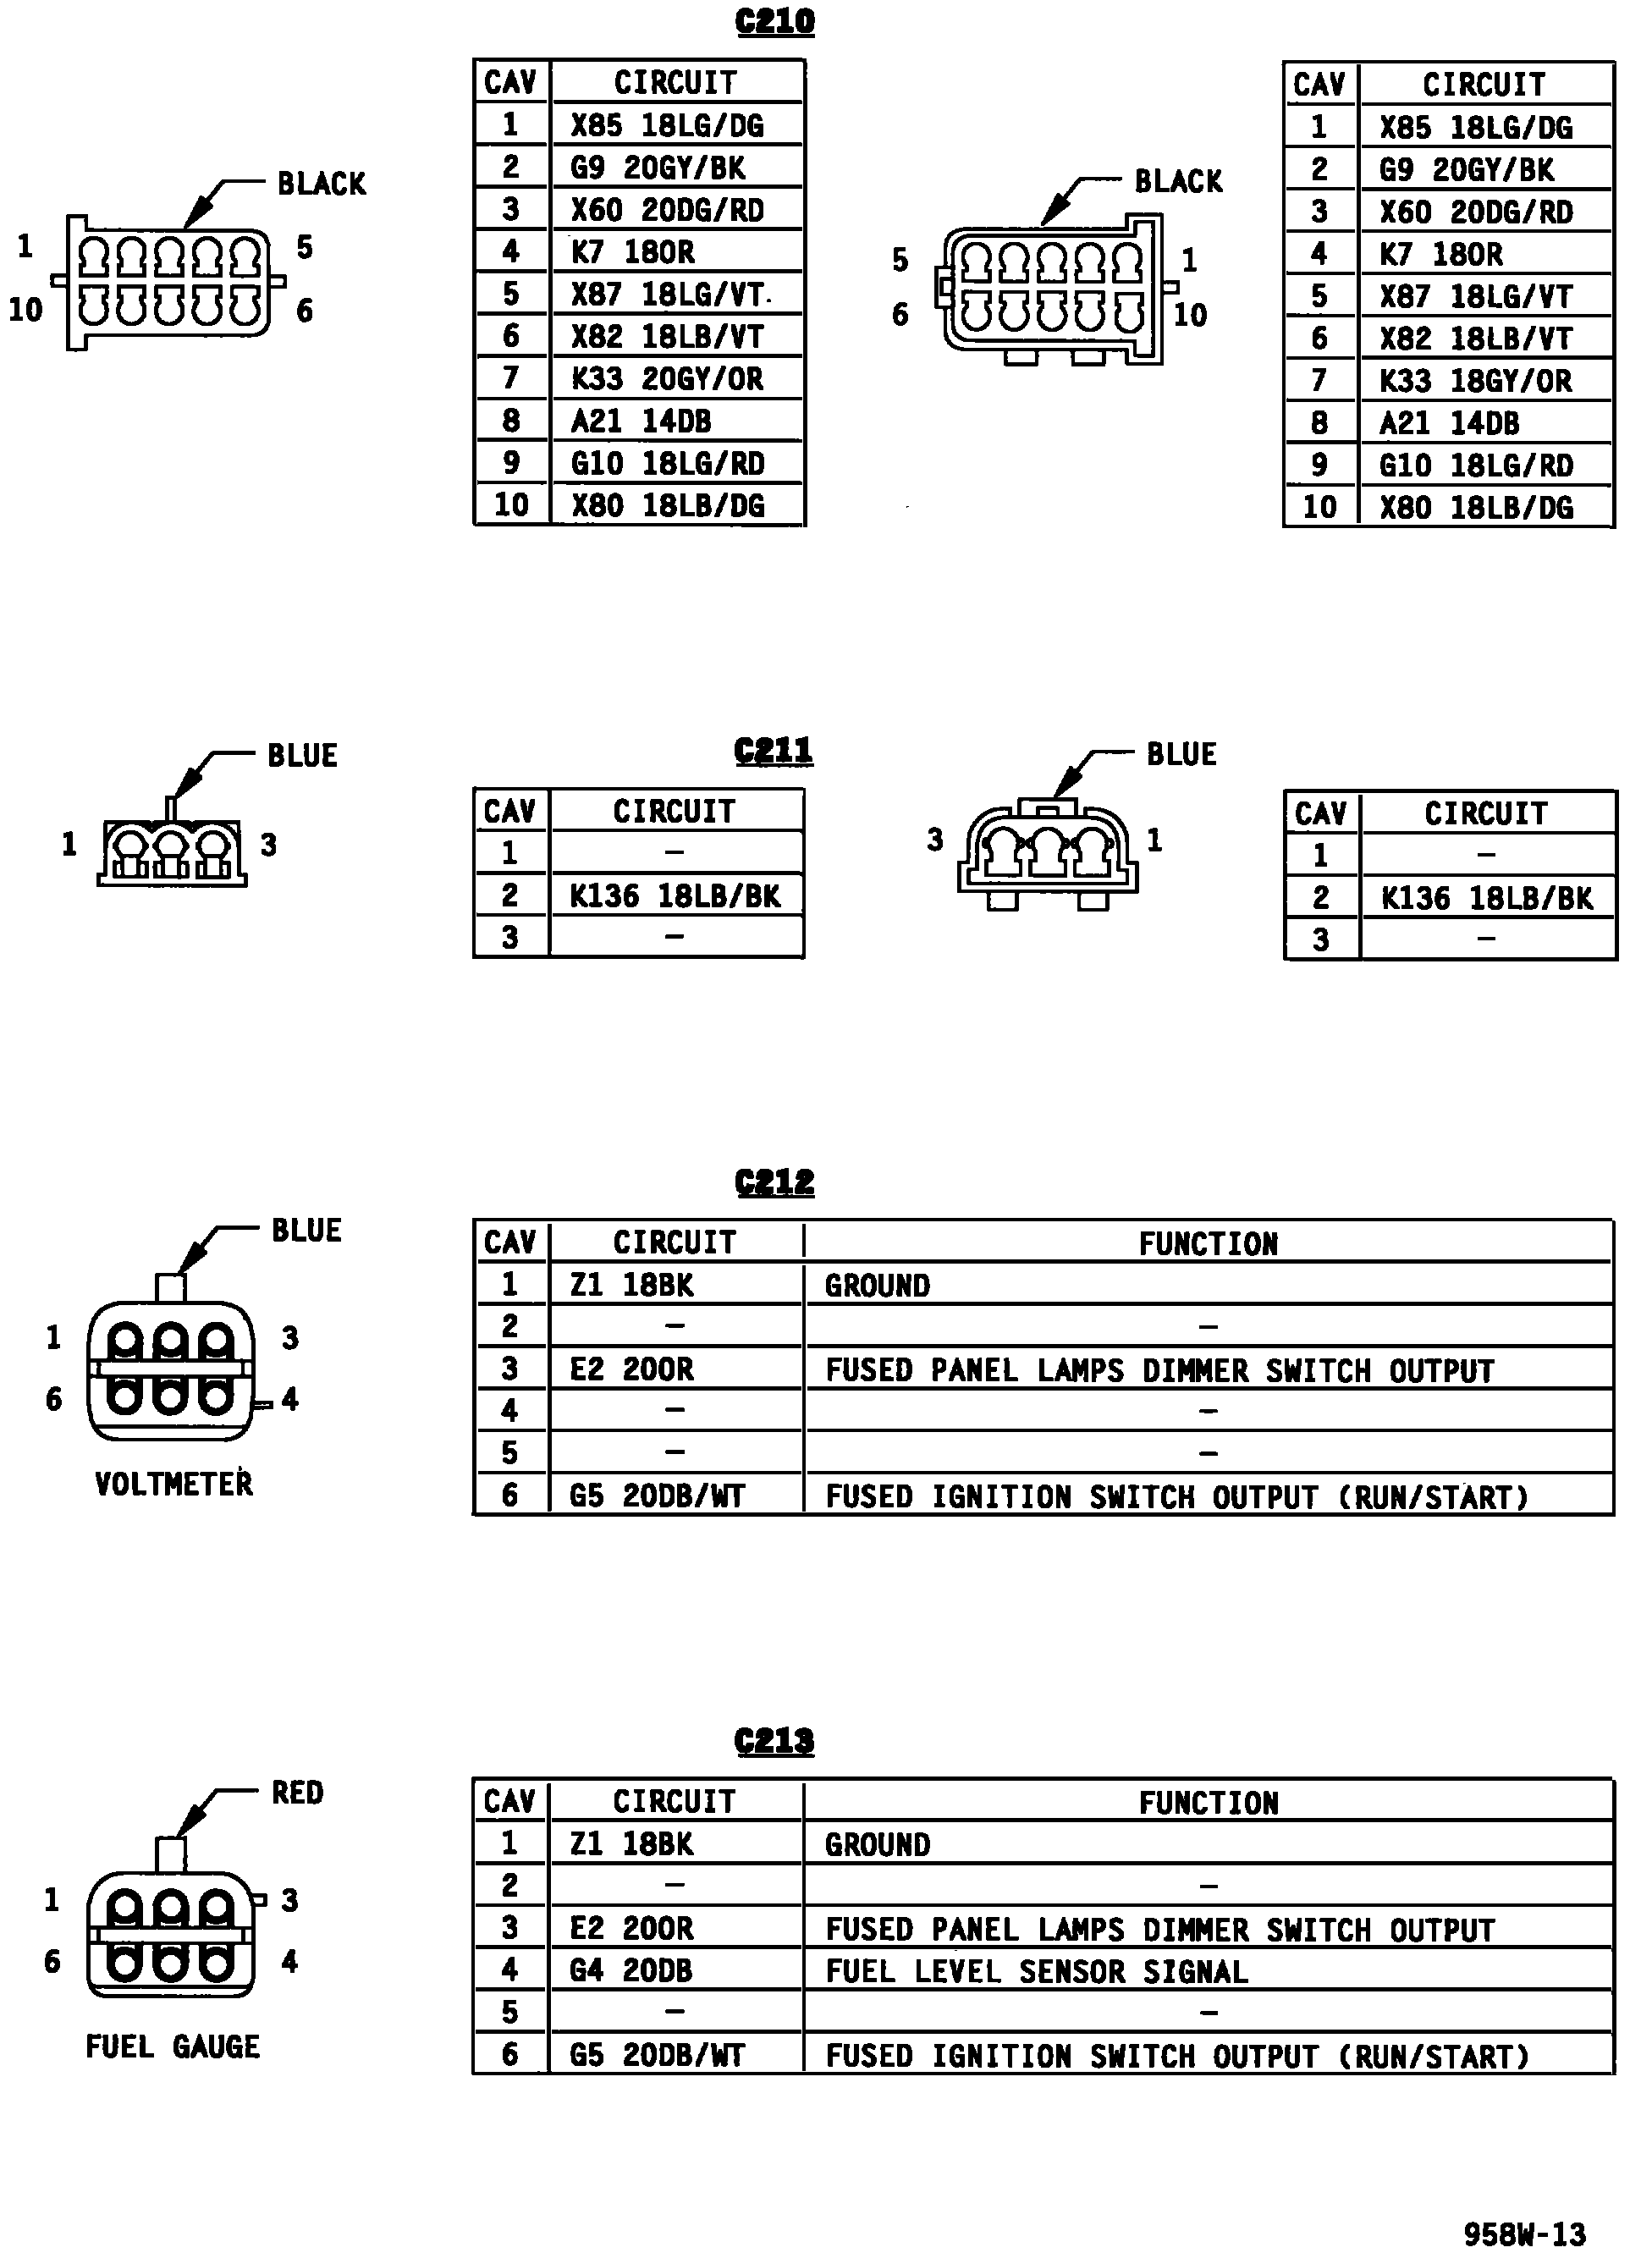 C210
BLACK
1 5
10 6
CAV CIRCUIT
1 X85 18LG/DG
2 G9 20GY/BK
3 X60 20DG/RD
4 K7 18OR
5 X87 18LG/VT
6 X82 18LB/VT
7 K33 20GY/OR
8 A21 14DB
9 G10 18LG/RD
10 X80 18LB/DG
BLACK
5 1
6 10
CAV CIRCUIT
1 X85 18LG/DG
2 G9 20GY/BK
3 X60 20DG/RD
4 K7 18OR
5 X87 18LG/VT
6 X82 18LB/VT
7 K33 18GY/OR
8 A21 14DB
9 G10 18LG/RD
10 X80 18LB/DG
C211
BLUE
1 3
CAV CIRCUIT
1 –
2 K136 18LB/BK
3 –
BLUE
3 1
CAV CIRCUIT
1 –
2 K136 18LB/BK
3 –
C212
BLUE
1 3
6 4
VOLTMETER
CAV CIRCUIT FUNCTION
1 Z1 18BK GROUND
2 – –
3 E2 20OR FUSED PANEL LAMPS DIMMER SWITCH OUTPUT
4 – –
5 – –
6 G5 20DB/WT FUSED IGNITION SWITCH OUTPUT (RUN/START)
C213
RED
1 3
6 4
FUEL GAUGE
CAV CIRCUIT FUNCTION
1 Z1 18BK GROUND
2 – –
3 E2 20OR FUSED PANEL LAMPS DIMMER SWITCH OUTPUT
4 G4 20DB FUEL LEVEL SENSOR SIGNAL
5 – –
6 G5 20DB/WT FUSED IGNITION SWITCH OUTPUT (RUN/START)
958W-13